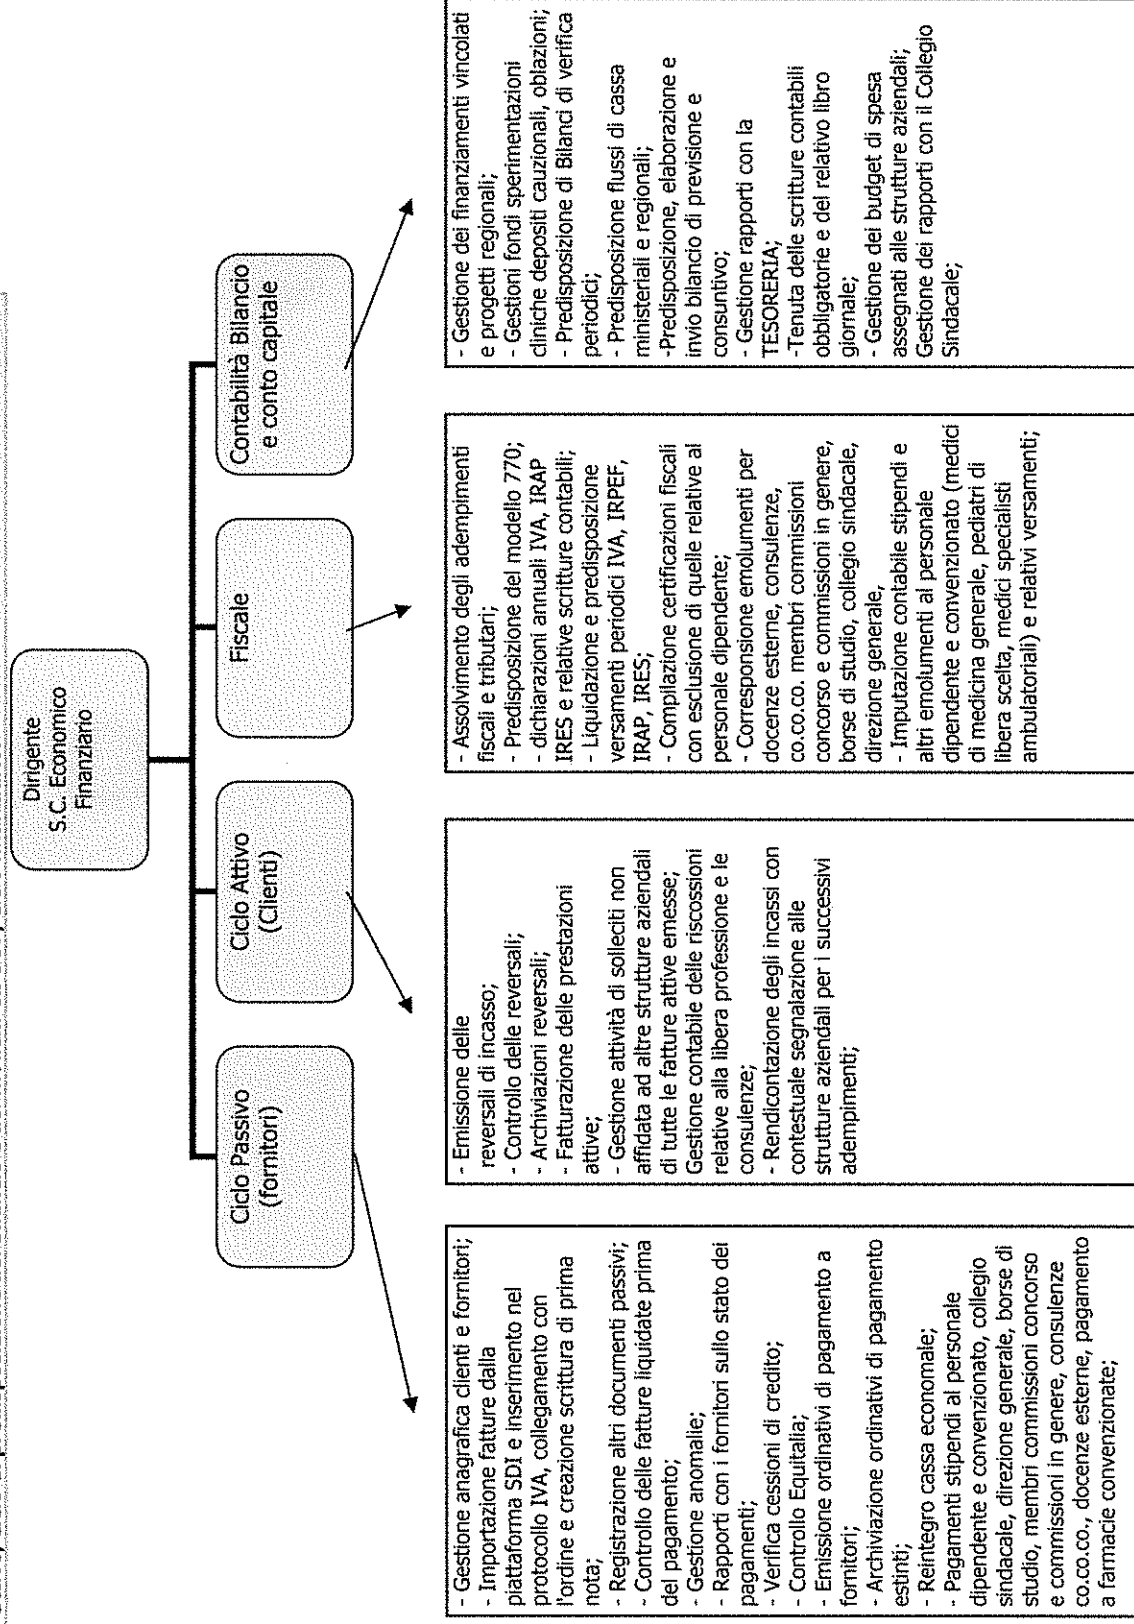 Dirigente
S.C. Economico
Finanziario
Ciclo Passivo
(fornitori)
Ciclo Attivo
(Clienti)
Fiscale
Contabilità Bilancio
e conto capitale
- Gestione anagrafica clienti e fornitori;
- Importazione fatture dalla
piattaforma SDI e inserimento nel
protocollo IVA, collegamento con
l'ordine e creazione scrittura di prima
nota;
- Registrazione altri documenti passivi;
- Controllo delle fatture liquidate prima
del pagamento;
- Gestione anomalie;
- Rapporti con i fornitori sullo stato dei
pagamenti;
- Verifica cessioni di credito;
- Controllo Equitalia;
- Emissione ordinativi di pagamento a
fornitori;
- Archiviazione ordinativi di pagamento
estinti;
- Reintegro cassa economale;
- Pagamenti stipendi al personale
dipendente e convenzionato, collegio
sindacale, direzione generale, borse di
studio, membri commissioni concorso
e commissioni in genere, consulenze
co.co.co., docenze esterne, pagamento
a farmacie convenzionate;
- Emissione delle
reversali di incasso;
- Controllo delle reversali;
- Archiviazioni reversali;
- Fatturazione delle prestazioni
attive;
- Gestione attività di solleciti non
affidata ad altre strutture aziendali
di tutte le fatture attive emesse;
Gestione contabile delle riscossioni
relative alla libera professione e le
consulenze;
- Rendicontazione degli incassi con
contestuale segnalazione alle
strutture aziendali per i successivi
adempimenti;
- Assolvimento degli adempimenti
fiscali e tributari;
- Predisposizione del modello 770;
- dichiarazioni annuali IVA, IRAP
IRES e relative scritture contabili;
- Liquidazione e predisposizione
versamenti periodici IVA, IRPEF,
IRAP, IRES;
- Compilazione certificazioni fiscali
con esclusione di quelle relative al
personale dipendente;
- Corresponsione emolumenti per
docenze esterne, consulenze,
co.co.co. membri commissioni
concorso e commissioni in genere,
borse di studio, collegio sindacale,
direzione generale,
- Imputazione contabile stipendi e
altri emolumenti al personale
dipendente e convenzionato (medici
di medicina generale, pediatri di
libera scelta, medici specialisti
ambulatoriali) e relativi versamenti;
- Gestione dei finanziamenti vincolati
e progetti regionali;
- Gestioni fondi sperimentazioni
cliniche depositi cauzionali, oblazioni;
- Predisposizione di Bilanci di verifica
periodici;
- Predisposizione flussi di cassa
ministeriali e regionali;
-Predisposizione, elaborazione e
invio bilancio di previsione e
consuntivo;
- Gestione rapporti con la
TESORERIA;
-Tenuta delle scritture contabili
obbligatorie e del relativo libro
giornale;
- Gestione dei budget di spesa
assegnati alle strutture aziendali;
Gestione dei rapporti con il Collegio
Sindacale;